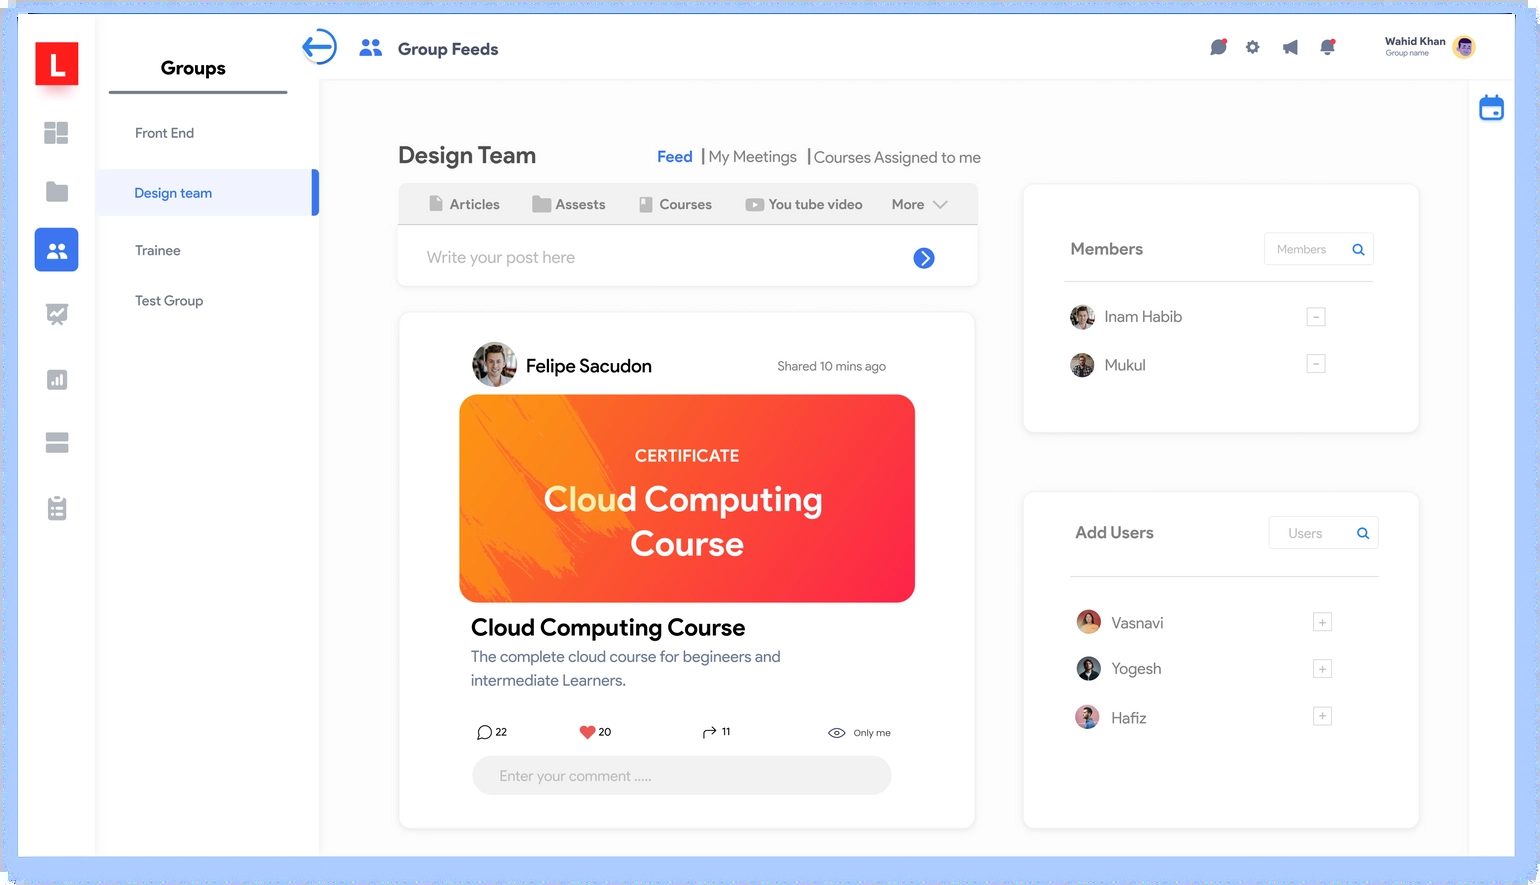 L
Groups
Front End
Design team
Trainee
Test Group
Group Feeds
Wahid Khan
Group name
Design Team
Feed | My Meetings | Courses Assigned to me
Articles Assests Courses You tube video More
Write your post here
Felipe Sacudon Shared 10 mins ago
CERTIFICATE
Cloud Computing
Course
Cloud Computing Course
The complete cloud course for begineers and
intermediate Learners.
22 20 11 Only me
Enter your comment .....
Members Members
Inam Habib
Mukul
Add Users Users
Vasnavi
Yogesh
Hafiz